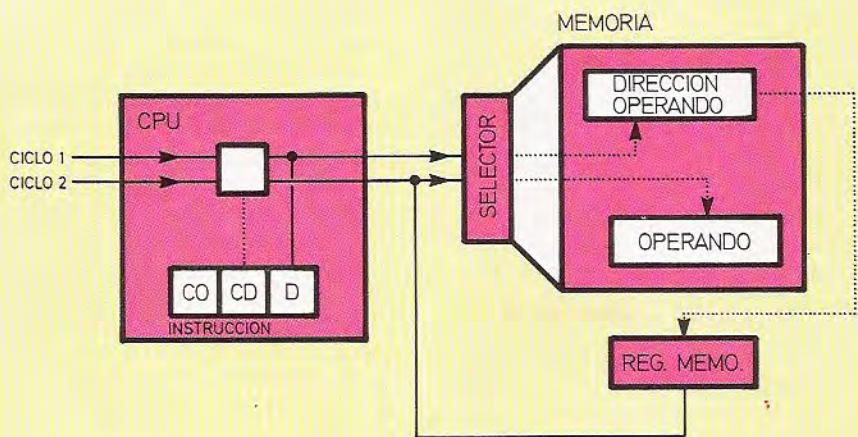 MEMORIA
CPU
CICLO 1
CICLO 2
SELECTOR
DIRECCION
OPERANDO
OPERANDO
CO CD D
INSTRUCCION
REG. MEMO.